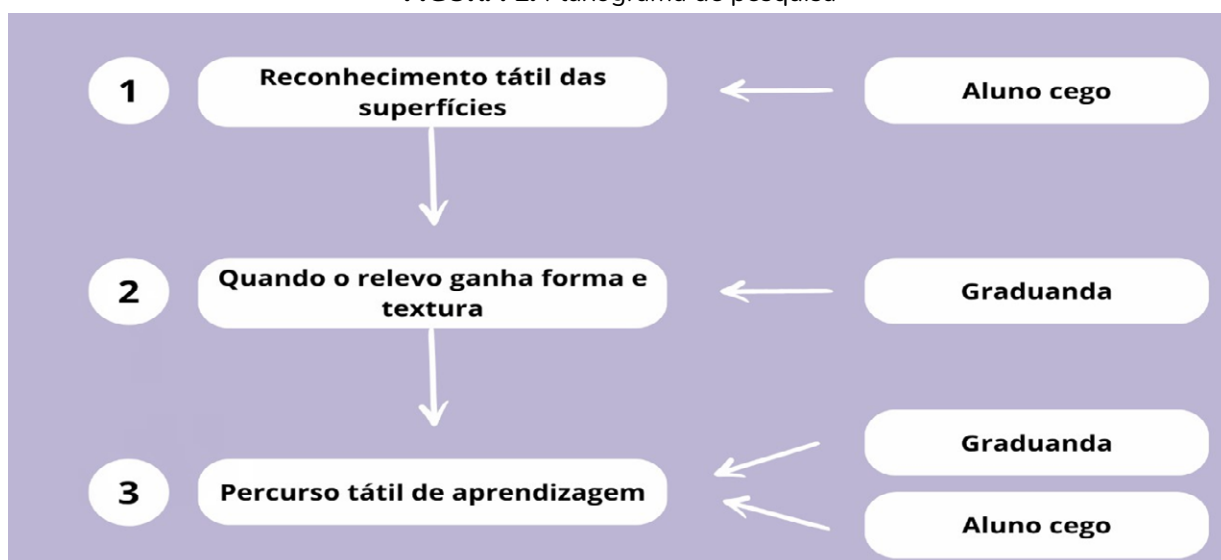 1
Reconhecimento tátil das
superfícies
Aluno cego
2
Quando o relevo ganha forma e
textura
Graduanda
3
Percurso tátil de aprendizagem
Graduanda
Aluno cego